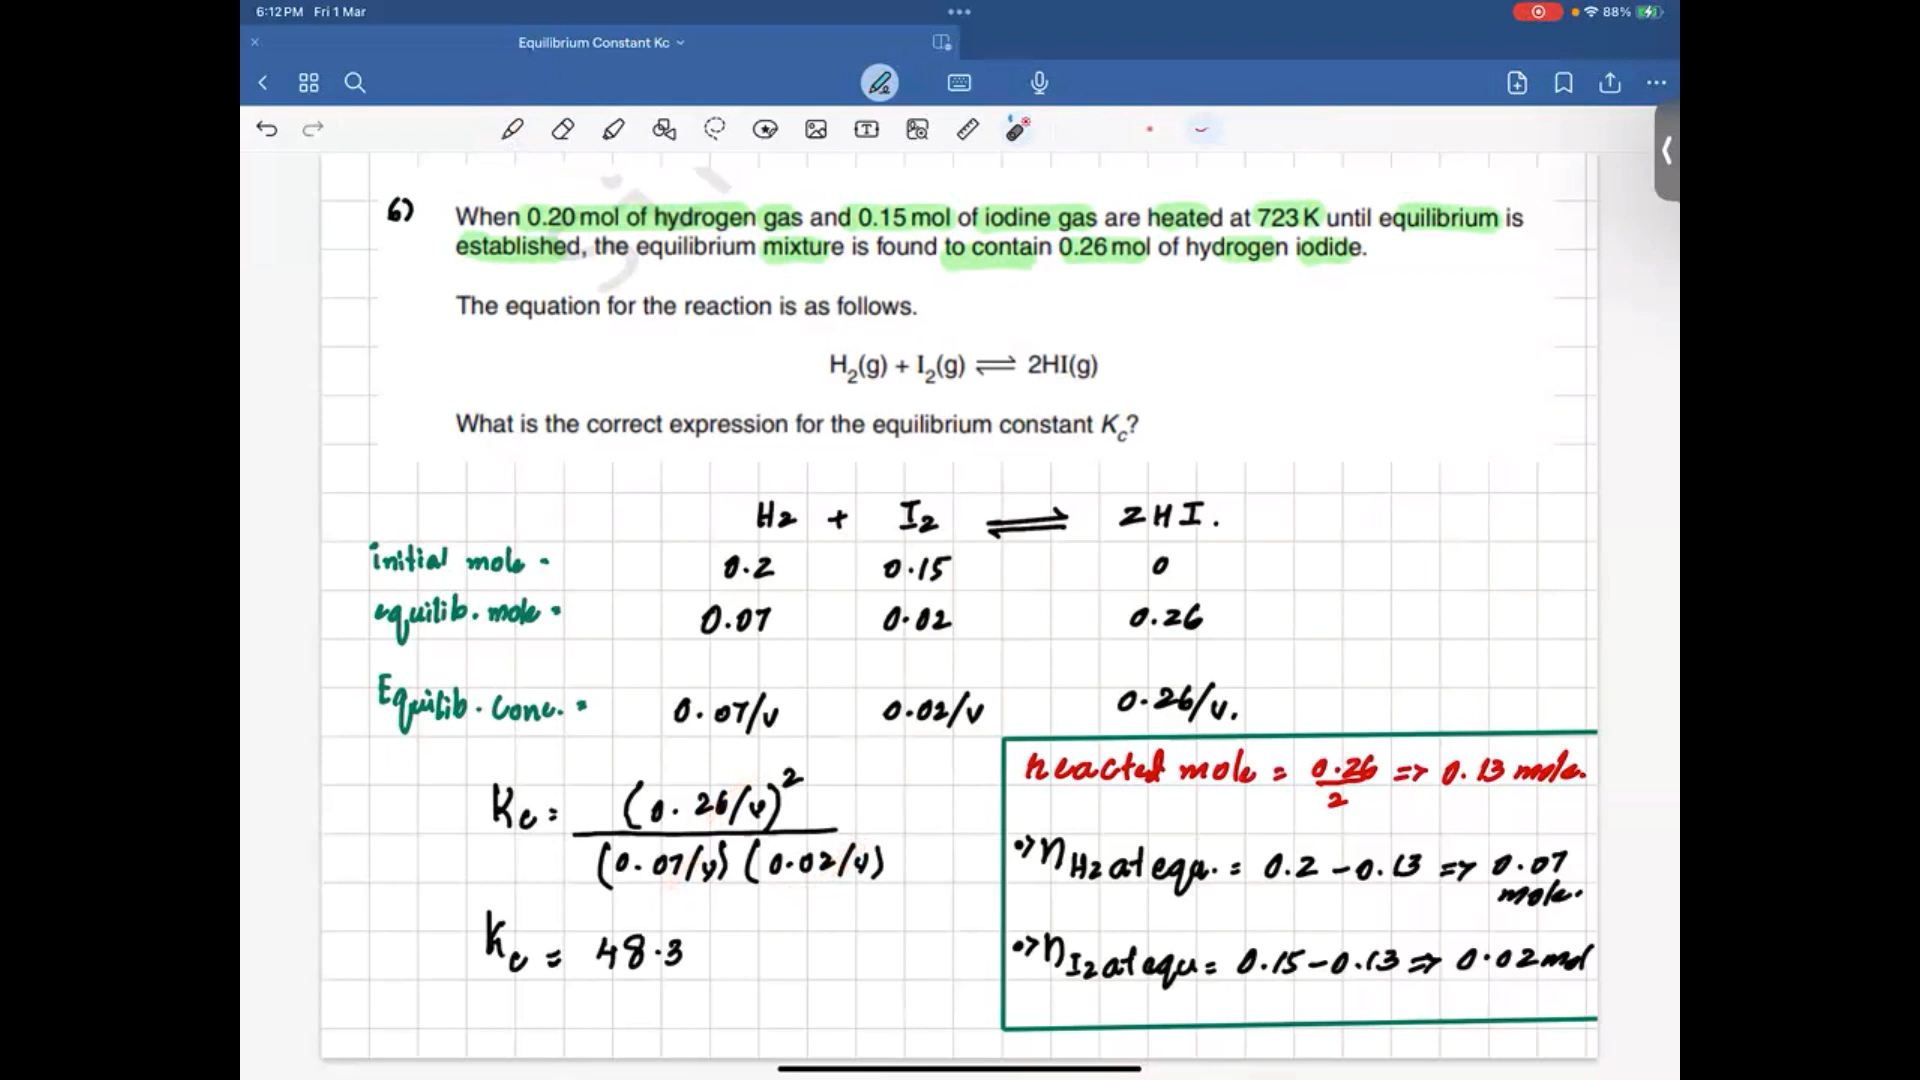 6:12 PM Fri 1 Mar
88%
Equilibrium Constant Kc
6)
When 0.20 mol of hydrogen gas and 0.15 mol of iodine gas are heated at 723 K until equilibrium is
established, the equilibrium mixture is found to contain 0.26 mol of hydrogen iodide.
The equation for the reaction is as follows.
H₂(g) + I₂(g) ⇌ 2HI(g)
What is the correct expression for the equilibrium constant Kc?
H2 + I2 ⇌ 2HI.
initial mole = 0.2 0.15 0
equilib. mole = 0.07 0.02 0.26
Equilib. Conc. = 0.07/v 0.02/v 0.26/v.
Reacted mole = 0.26/2 => 0.13 mole.
Kc = (0.26/v)² / (0.07/v) (0.02/v)
=> nH2 at equ. = 0.2 - 0.13 => 0.07
mole.
Kc = 48.3
=> nI2 at equ = 0.15 - 0.13 => 0.02 mol